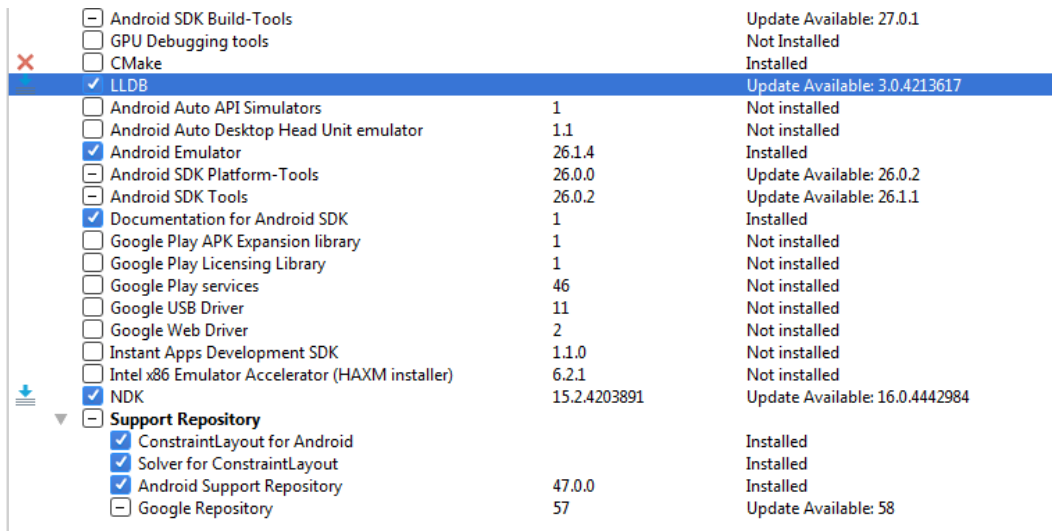 Android SDK Build-Tools Update Available: 27.0.1
GPU Debugging tools Not Installed
CMake Installed
LLDB Update Available: 3.0.4213617
Android Auto API Simulators 1 Not installed
Android Auto Desktop Head Unit emulator 1.1 Not installed
Android Emulator 26.1.4 Installed
Android SDK Platform-Tools 26.0.0 Update Available: 26.0.2
Android SDK Tools 26.0.2 Update Available: 26.1.1
Documentation for Android SDK 1 Installed
Google Play APK Expansion library 1 Not installed
Google Play Licensing Library 1 Not installed
Google Play services 46 Not installed
Google USB Driver 11 Not installed
Google Web Driver 2 Not installed
Instant Apps Development SDK 1.1.0 Not installed
Intel x86 Emulator Accelerator (HAXM installer) 6.2.1 Not installed
NDK 15.2.4203891 Update Available: 16.0.4442984
Support Repository
ConstraintLayout for Android Installed
Solver for ConstraintLayout Installed
Android Support Repository 47.0.0 Installed
Google Repository 57 Update Available: 58